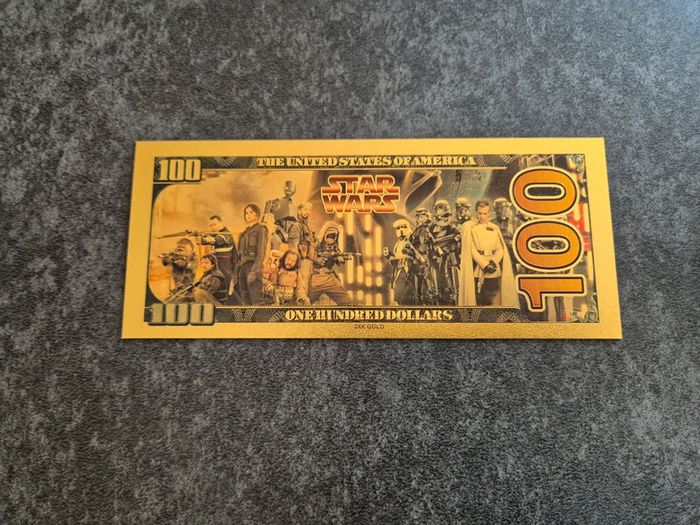 100
THE UNITED STATES OF AMERICA
STAR
WARS
100
100
ONE HUNDRED DOLLARS
24K GOLD